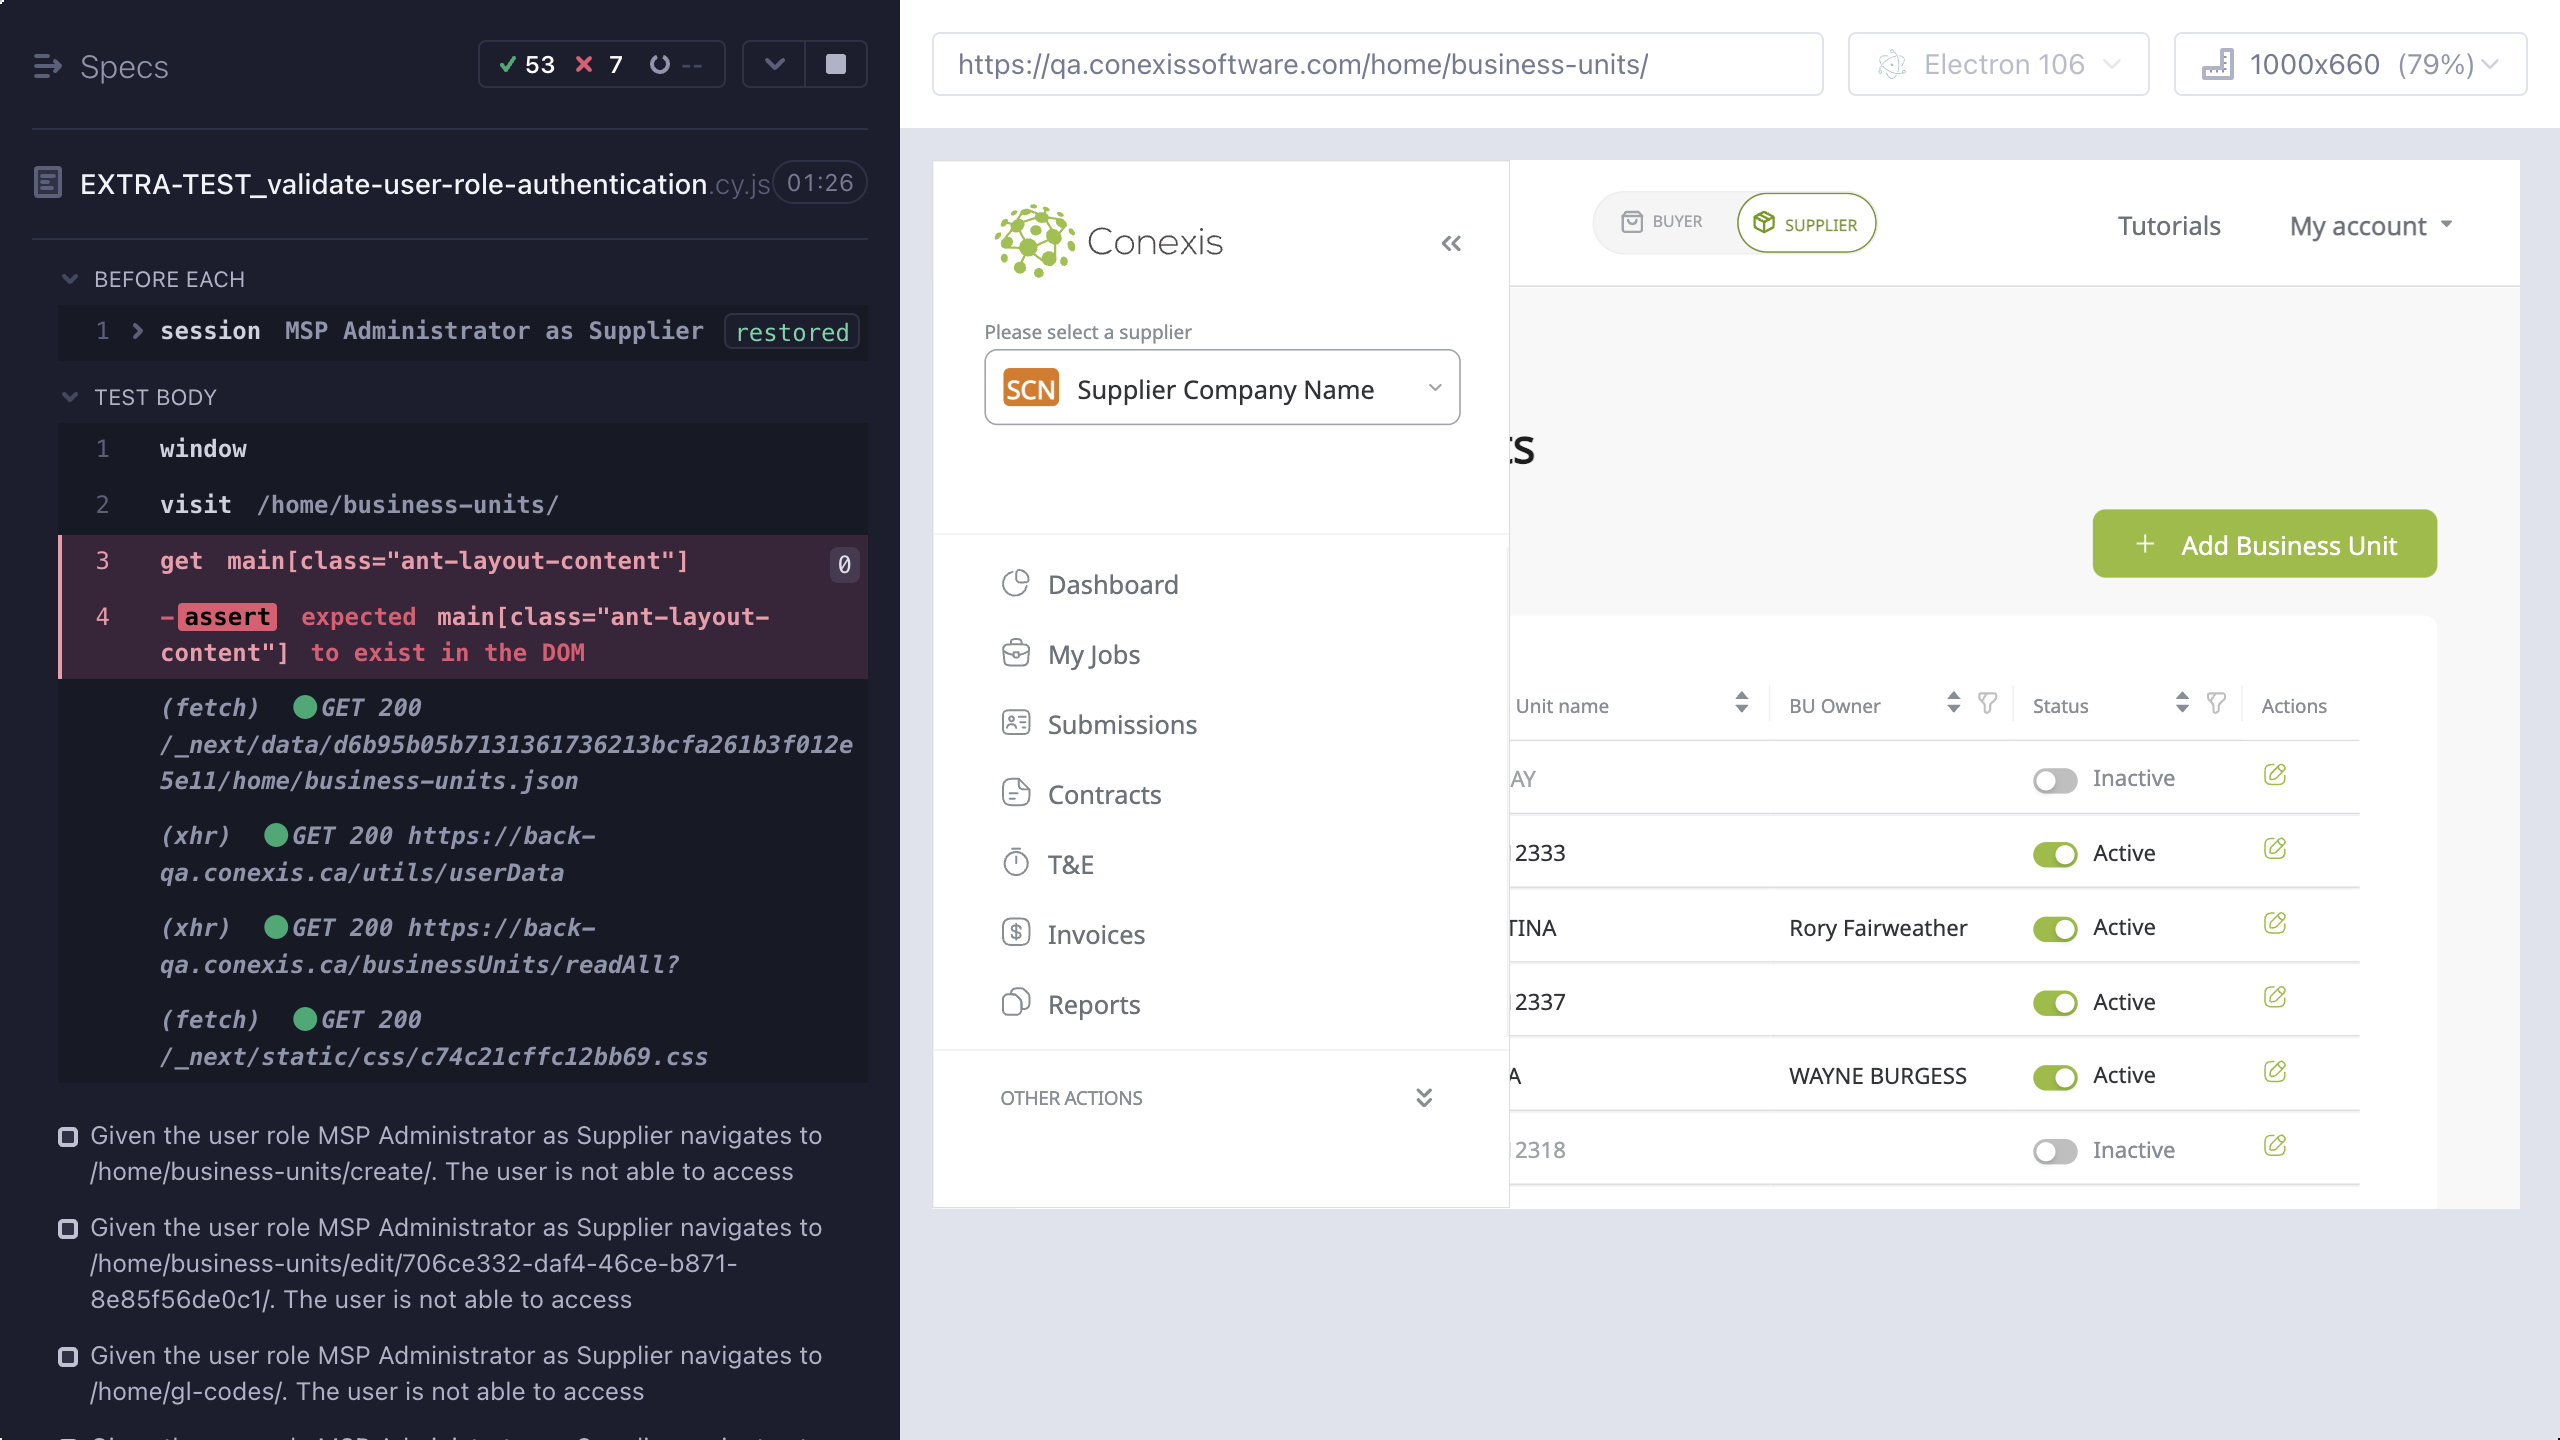 Specs
53 7 --
EXTRA-TEST_validate-user-role-authentication.cy.js 01:26
BEFORE EACH
1 session MSP Administrator as Supplier restored
TEST BODY
1 window
2 visit /home/business-units/
3 get main[class="ant-layout-content"] 0
4 -assert expected main[class="ant-layout-
content"] to exist in the DOM
(fetch) GET 200
/_next/data/d6b95b05b7131361736213bcfa261b3f012e
5e11/home/business-units.json
(xhr) GET 200 https://back-
qa.conexis.ca/utils/userData
(xhr) GET 200 https://back-
qa.conexis.ca/businessUnits/readAll?
(fetch) GET 200
/_next/static/css/c74c21cffc12bb69.css
Given the user role MSP Administrator as Supplier navigates to
/home/business-units/create/. The user is not able to access
Given the user role MSP Administrator as Supplier navigates to
/home/business-units/edit/706ce332-daf4-46ce-b871-
8e85f56de0c1/. The user is not able to access
Given the user role MSP Administrator as Supplier navigates to
/home/gl-codes/. The user is not able to access
https://qa.conexissoftware.com/home/business-units/
Electron 106
1000x660 (79%)
Conexis
Please select a supplier
SCN Supplier Company Name
Dashboard
My Jobs
Submissions
Contracts
T&E
Invoices
Reports
OTHER ACTIONS
BUYER
SUPPLIER
Tutorials
My account
ts
+ Add Business Unit
Unit name BU Owner Status Actions
AY Inactive
12333 Active
TINA Rory Fairweather Active
12337 Active
A WAYNE BURGESS Active
12318 Inactive